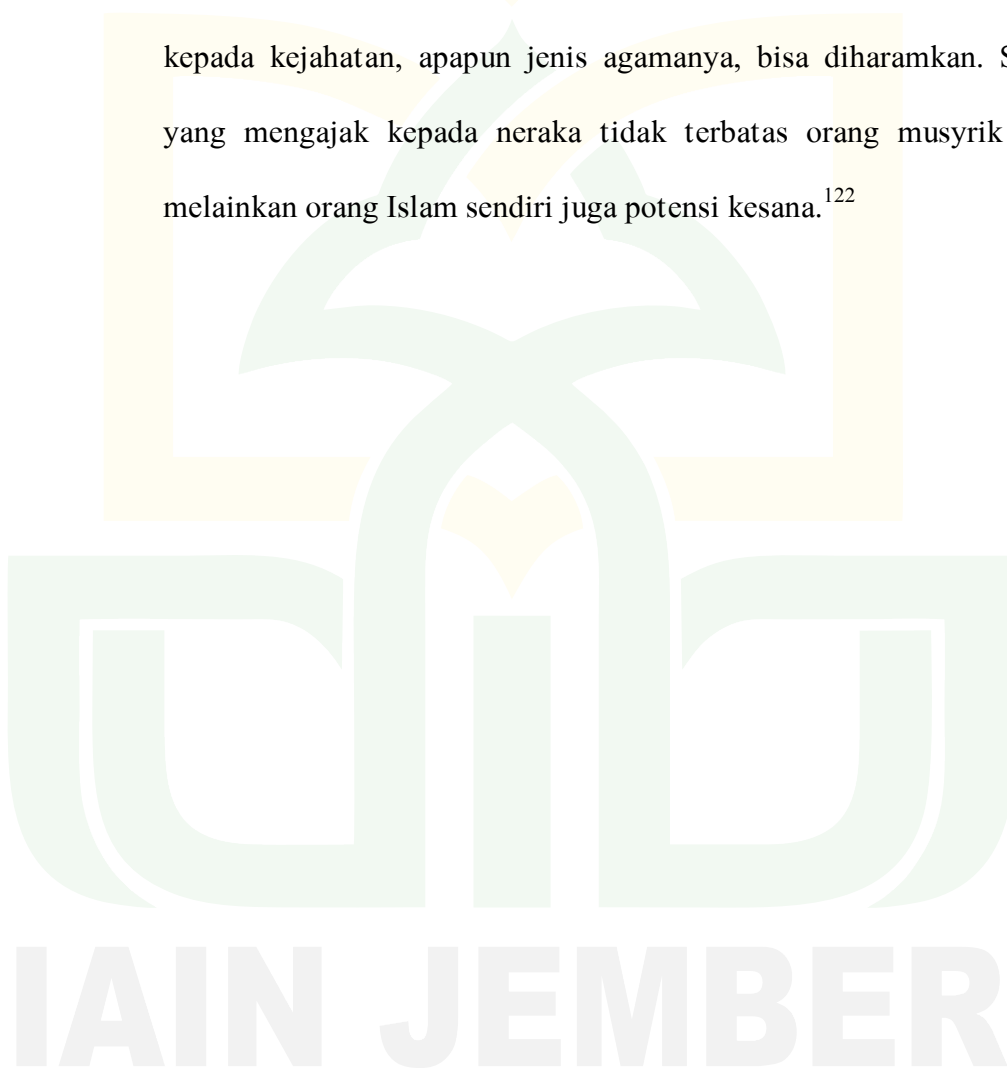 kepada kejahatan, apapun jenis agamanya, bisa diharamkan.
yang mengajak kepada neraka tidak terbatas orang musyrik
melainkan orang Islam sendiri juga potensi kesana.122
IAIN JEMBER